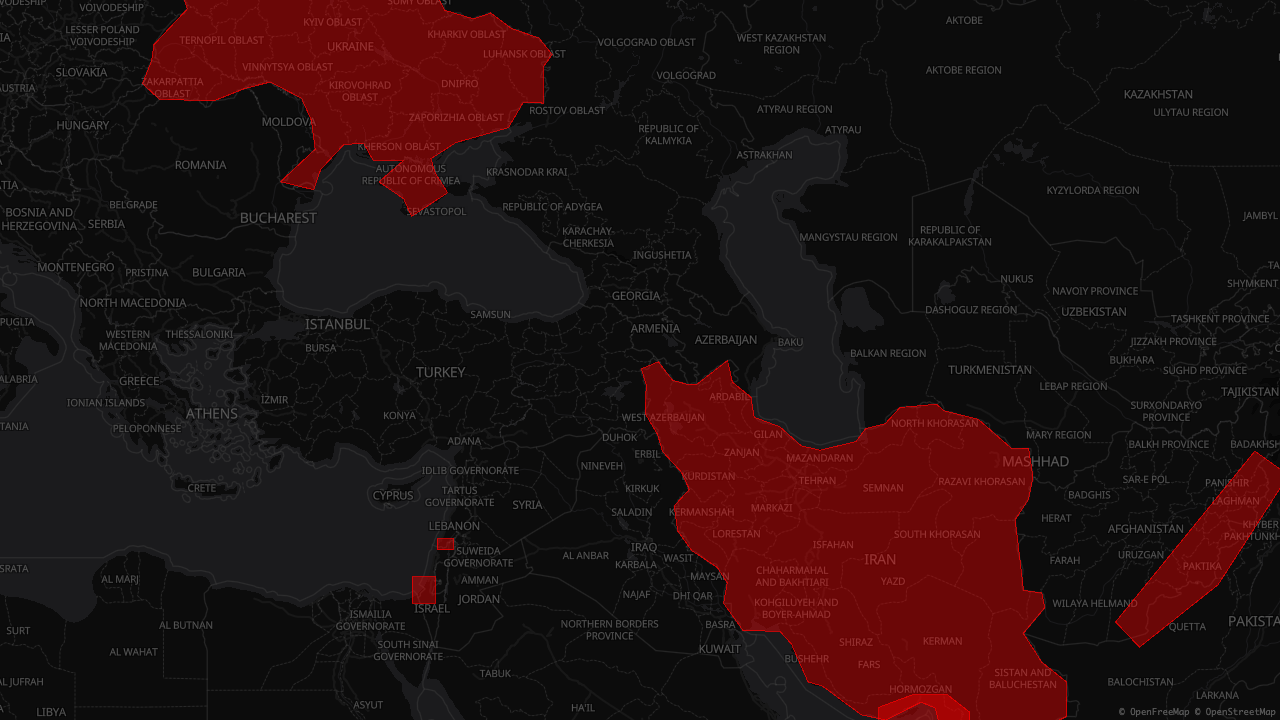 VOIVODESHIP
VOIVODESHIP
SUMY OBLAST
KYIV OBLAST
AKTOBE
LESSER POLAND
VOIVODESHIP
TERNOPIL OBLAST
UKRAINE
KHARKIV OBLAST
LUHANSK OBLAST
VOLGOGRAD OBLAST
WEST KAZAKHSTAN
REGION
SLOVAKIA
VINNYTSYA OBLAST
VOLGOGRAD
AKTOBE REGION
AUSTRIA
ZAKARPATTIA
OBLAST
KIROVOHRAD
OBLAST
DNIPRO
KAZAKHSTAN
ULYTAU REGION
HUNGARY
MOLDOVA
ZAPORIZHIA OBLAST
ROSTOV OBLAST
ATYRAU REGION
REPUBLIC OF
KALMYKIA
ATYRAU
ROMANIA
KHERSON OBLAST
AUTONOMOUS
REPUBLIC OF CRIMEA
KRASNODAR KRAI
ASTRAKHAN
KYZYLORDA REGION
BOSNIA AND
HERZEGOVINA
BELGRADE
SERBIA
BUCHAREST
SEVASTOPOL
REPUBLIC OF ADYGEA
JAMBYL
KARACHAY-
CHERKESIA
MANGYSTAU REGION
REPUBLIC OF
KARAKALPAKSTAN
MONTENEGRO
PRISTINA
BULGARIA
INGUSHETIA
NUKUS
NAVOIY PROVINCE
SHYMKENT
NORTH MACEDONIA
GEORGIA
DASHOGUZ REGION
UZBEKISTAN
TASHKENT PROVINCE
PUGLIA
WESTERN
MACEDONIA
THESSALONIKI
ISTANBUL
SAMSUN
ARMENIA
AZERBAIJAN
BAKU
BALKAN REGION
JIZZAKH PROVINCE
BURSA
BUKHARA
SUGHD PROVINCE
ALABRIA
GREECE
TURKEY
TURKMENISTAN
LEBAP REGION
TAJIKISTAN
IONIAN ISLANDS
ATHENS
İZMIR
KONYA
ARDABIL
WEST AZERBAIJAN
SURXONDARYO
PROVINCE
TANIA
PELOPONNESE
ADANA
DUHOK
GILAN
NORTH KHORASAN
MARY REGION
BALKH PROVINCE
BADAKHSH
ERBIL
ZANJAN
MAZANDARAN
MASHHAD
IDLIB GOVERNORATE
NINEVEH
KURDISTAN
TEHRAN
SEMNAN
RAZAVI KHORASAN
SAR-E POL
PANJSHIR
CRETE
CYPRUS
TARTUS
GOVERNORATE
SYRIA
KIRKUK
BADGHIS
LAGHMAN
SALADIN
KERMANSHAH
MARKAZI
HERAT
AFGHANISTAN
KHYBER
PAKHTUNKH
LEBANON
LORESTAN
ISFAHAN
SOUTH KHORASAN
SUWEIDA
GOVERNORATE
AL ANBAR
IRAQ
KARBALA
WASIT
IRAN
FARAH
URUZGAN
PAKTIKA
SRATA
AL MARJ
AMMAN
MAYSAN
CHAHARMAHAL
AND BAKHTIARI
YAZD
JORDAN
ISRAEL
NAJAF
DHI QAR
KOHGILUYEH AND
BOYER-AHMAD
WILAYA HELMAND
ISMAILIA
GOVERNORATE
SURT
AL BUTNAN
NORTHERN BORDERS
PROVINCE
BASRA
QUETTA
PAKISTA
AL WAHAT
SOUTH SINAI
GOVERNORATE
KUWAIT
BUSHEHR
SHIRAZ
FARS
KERMAN
TABUK
SISTAN AND
BALUCHESTAN
AL JUFRAH
HORMOZGAN
BALOCHISTAN
LARKANA
LIBYA
ASYUT
HA'IL
© OpenFreeMap © OpenStreetMap